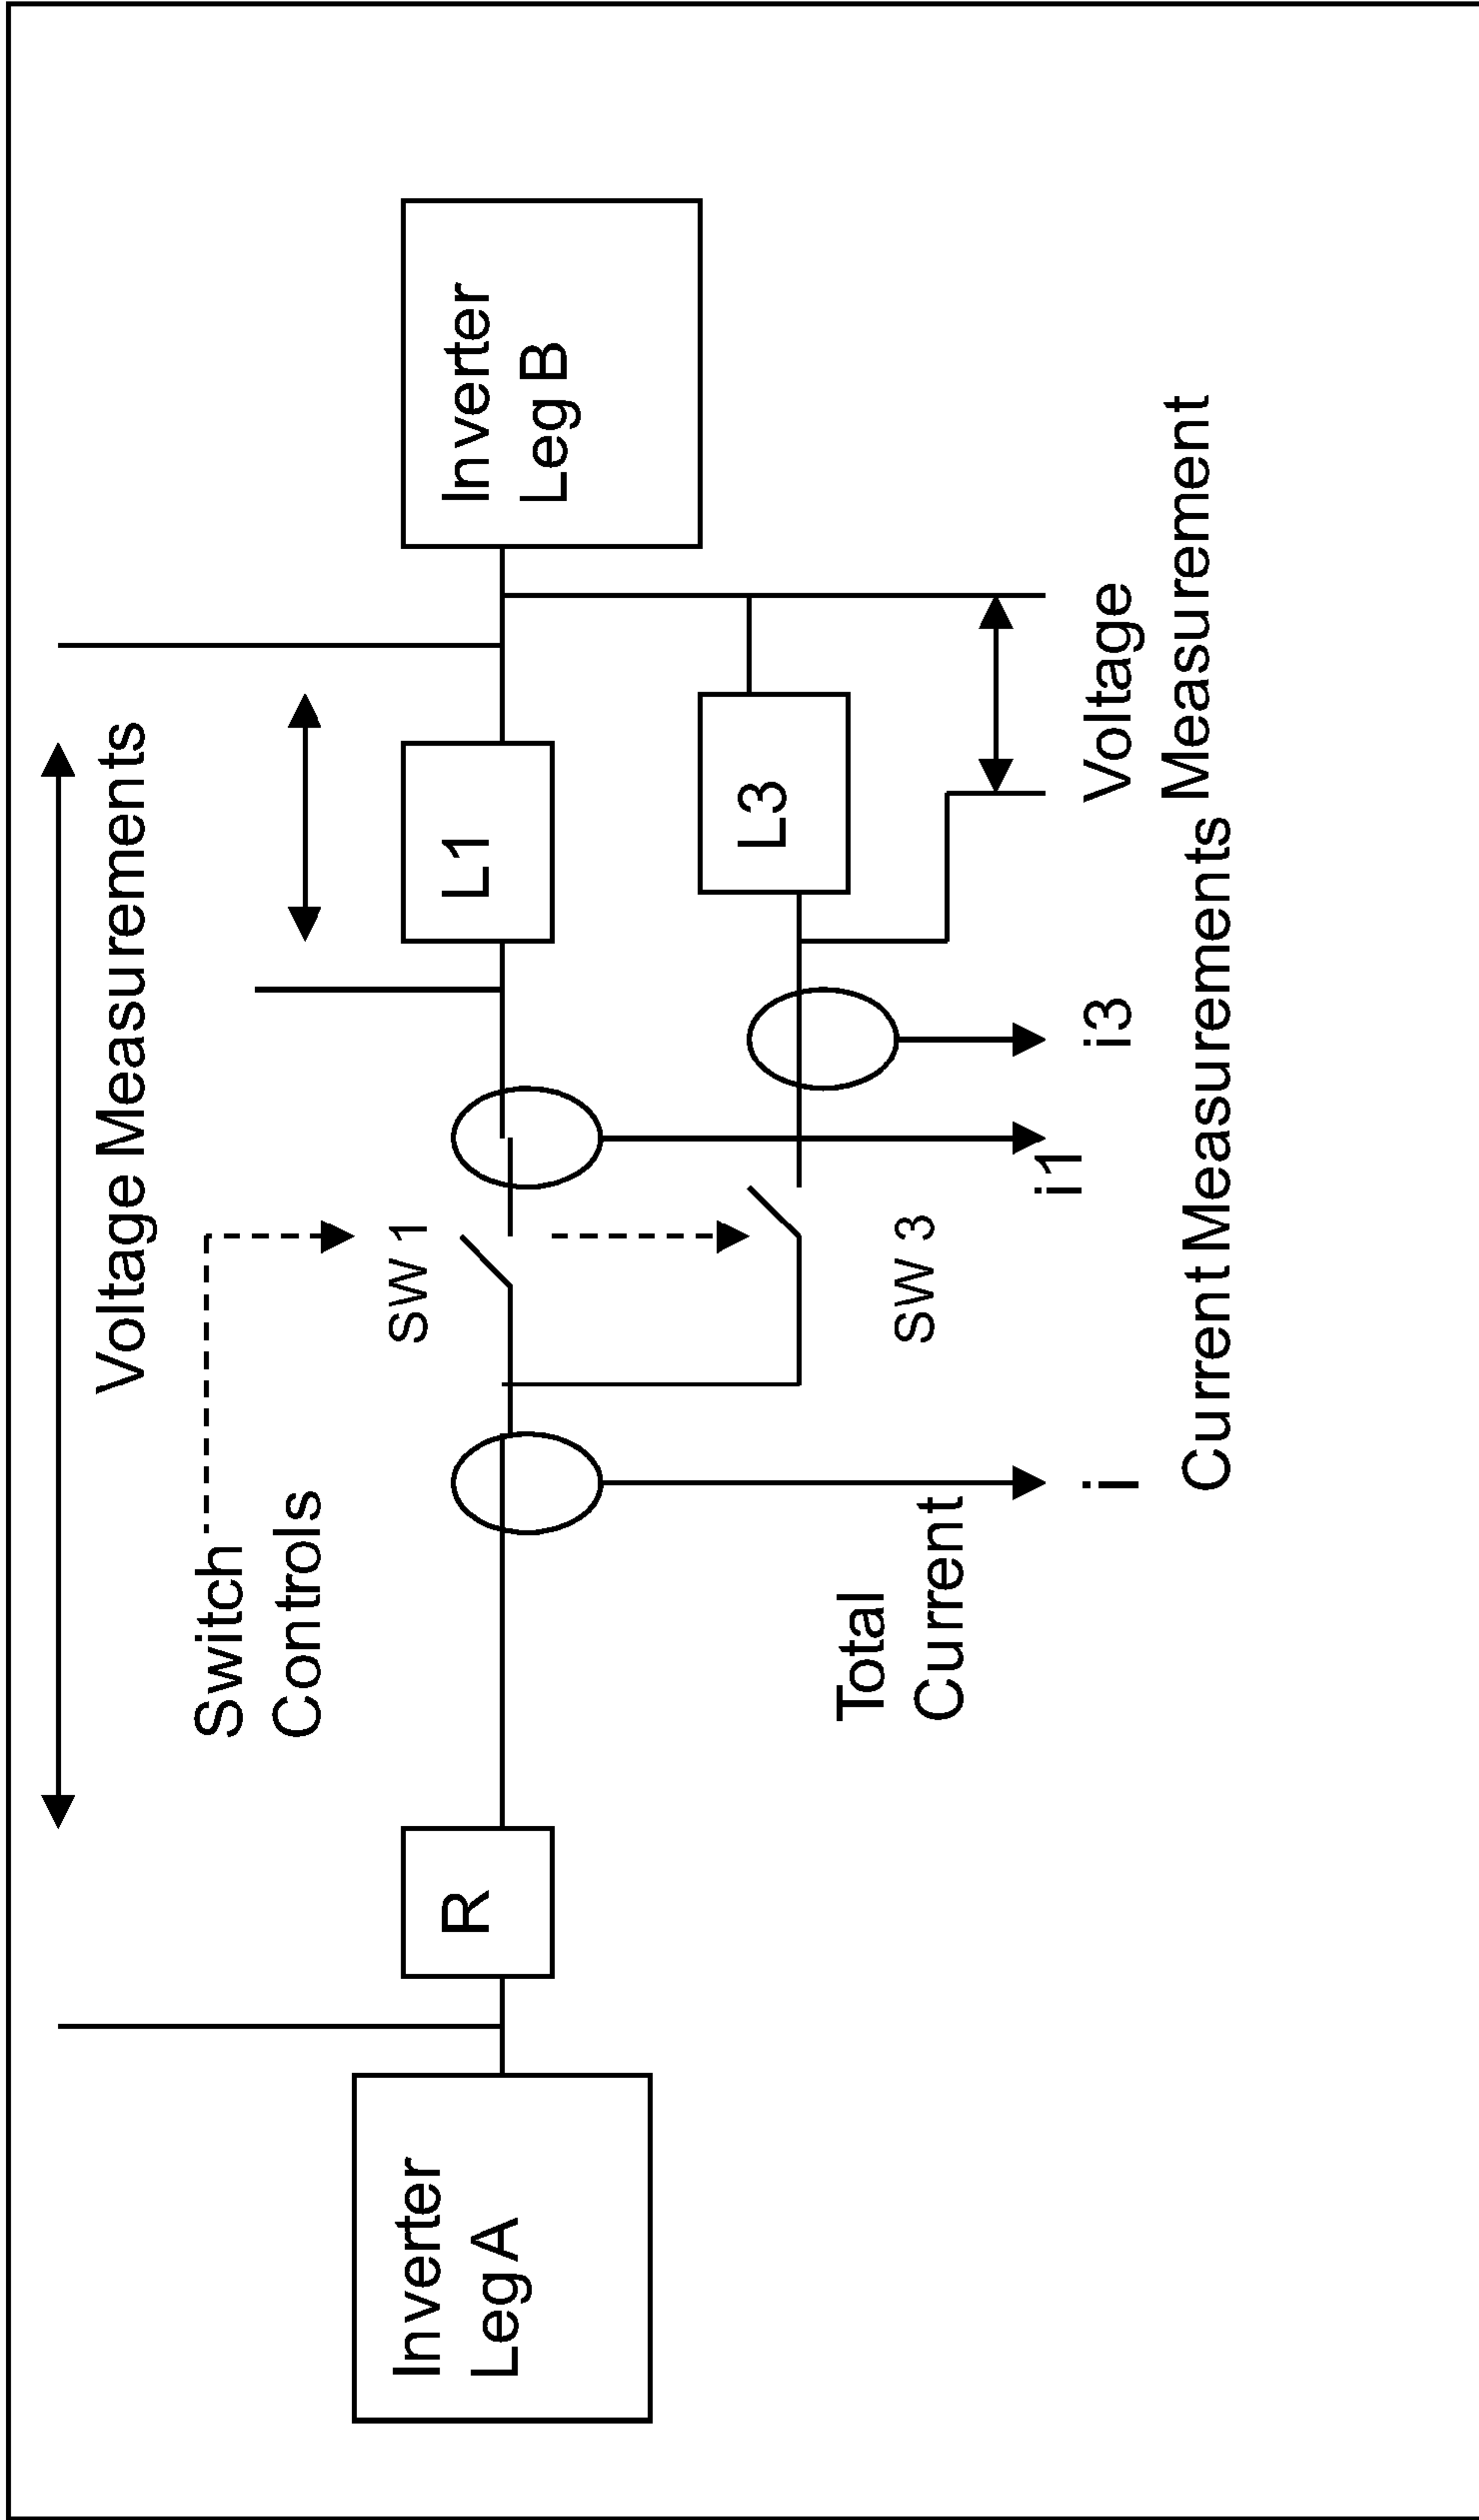 Voltage Measurements
Switch
Controls
SW 1
Inverter
Leg A
R
L1
Inverter
Leg B
L3
SW 3
Total
Current
i
i1
i3
Voltage
Measurement
Current Measurements